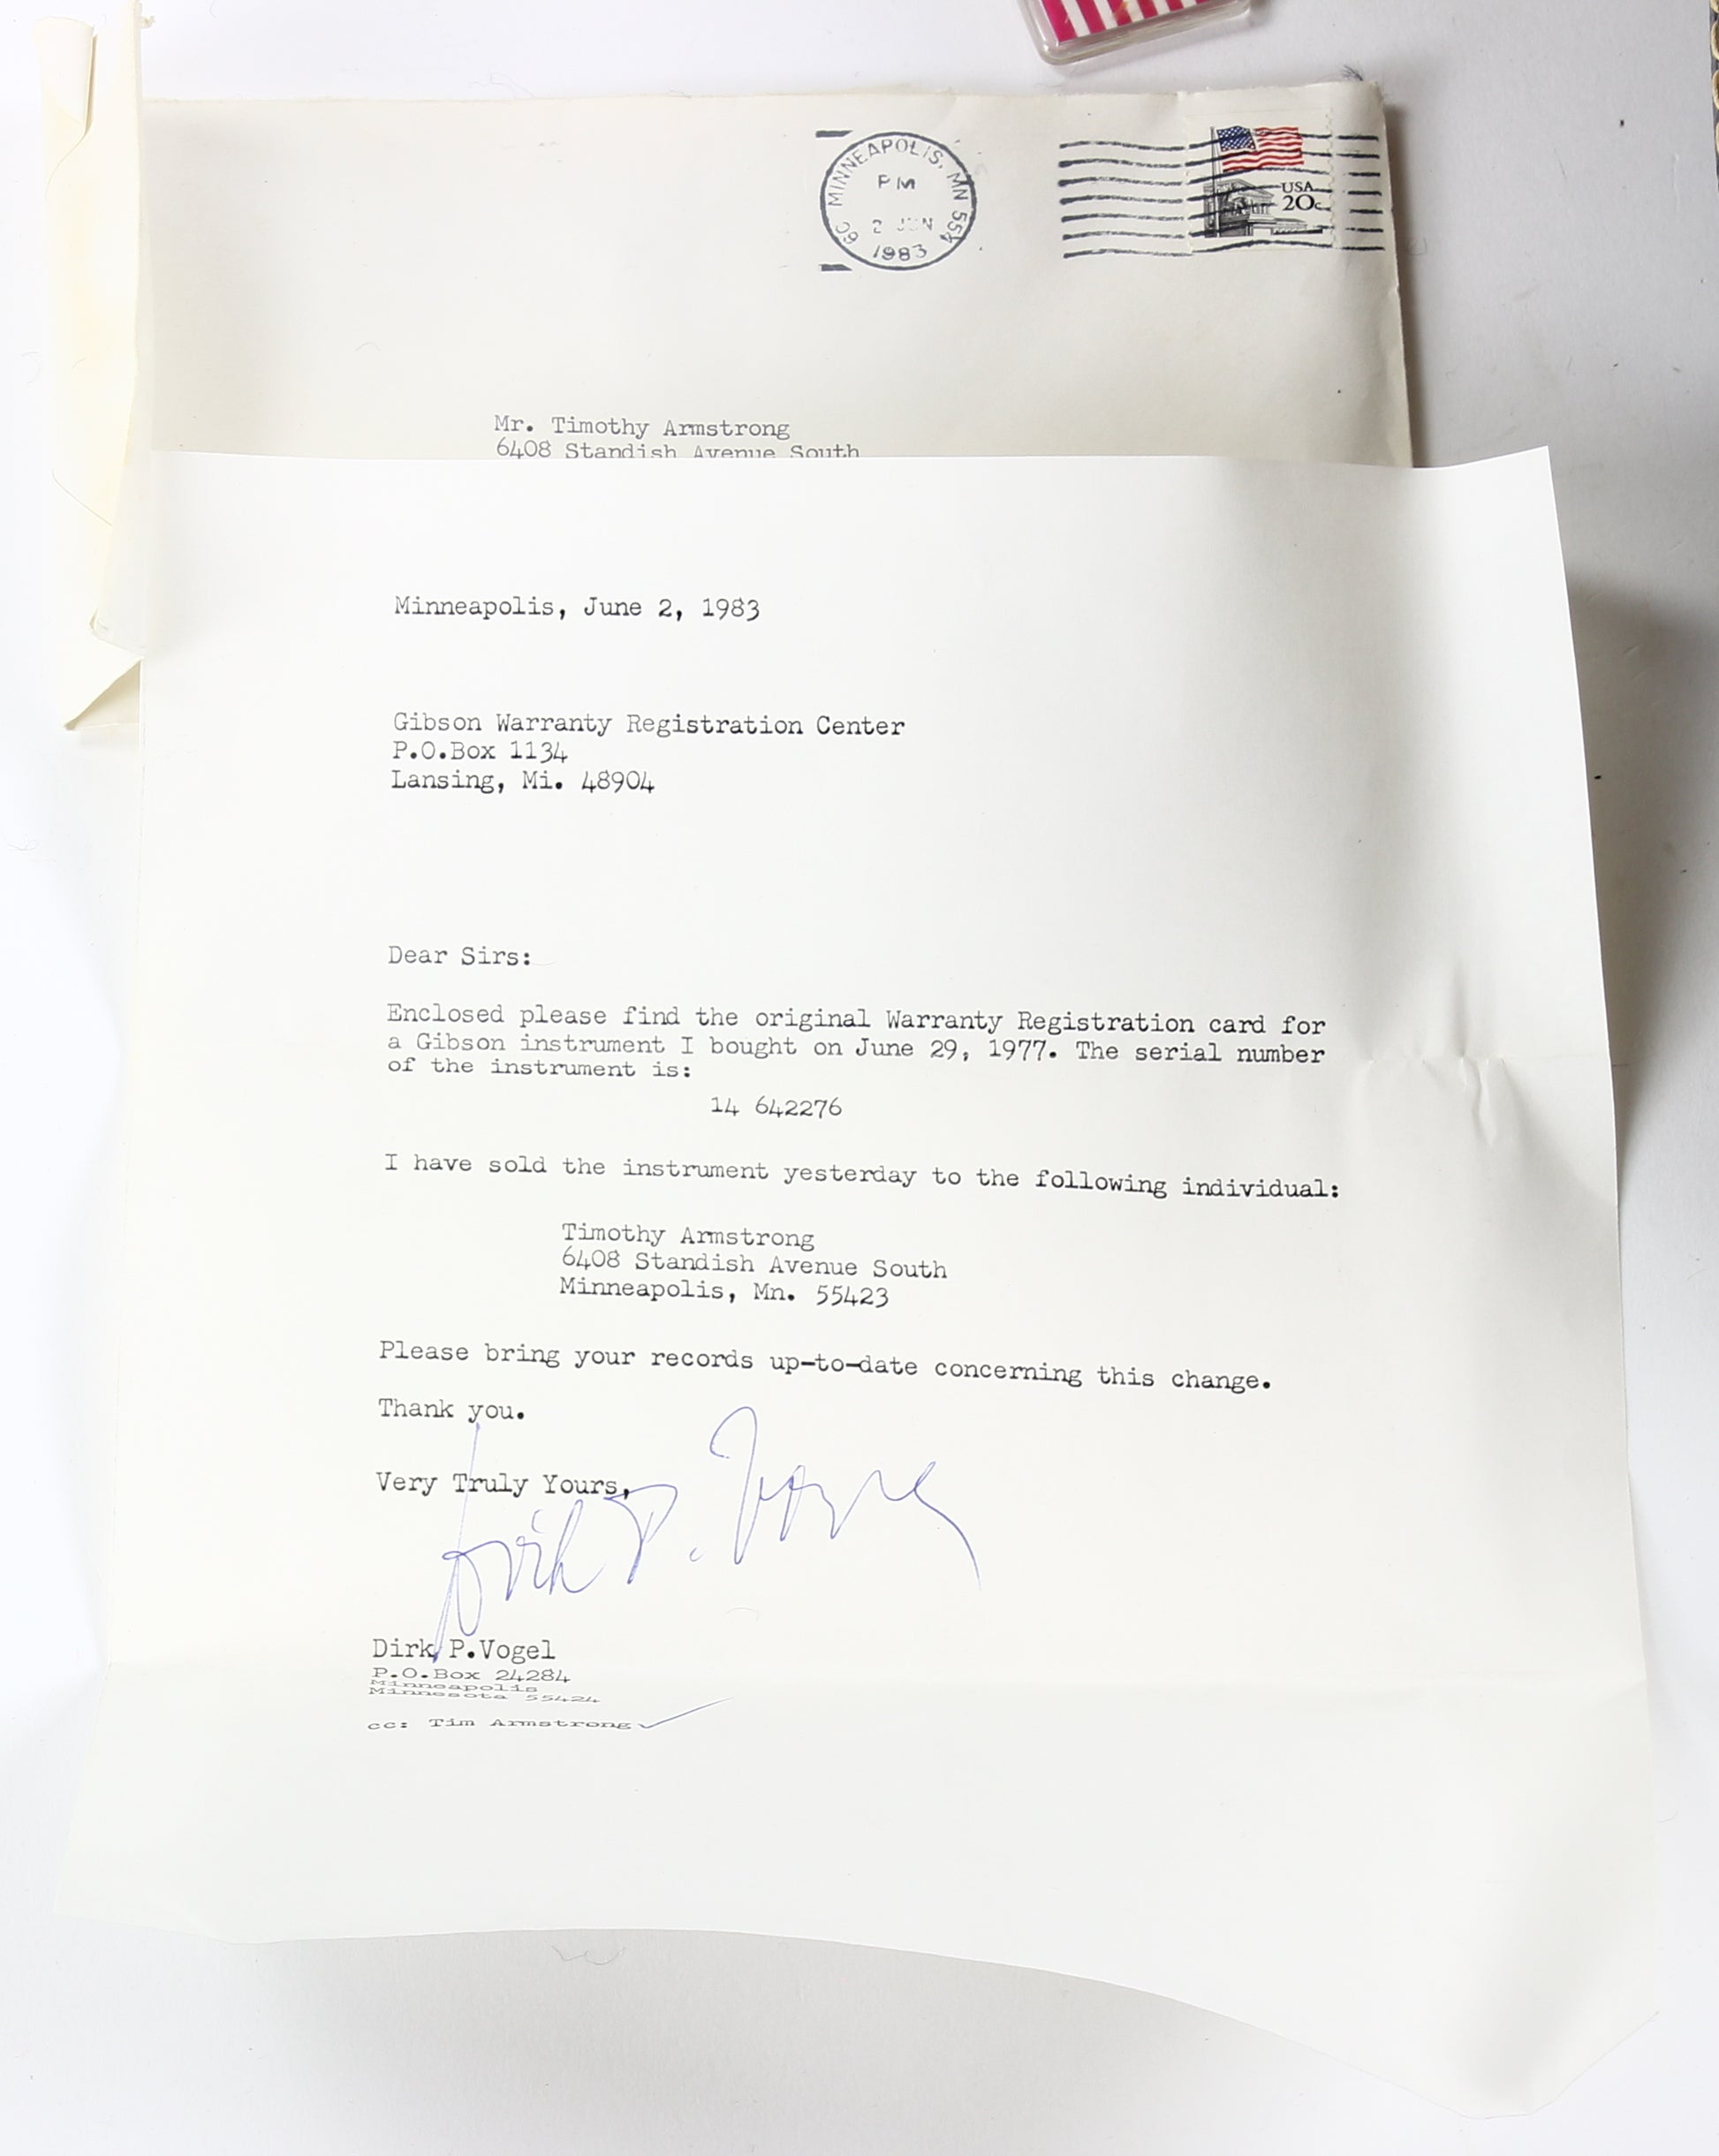 MINNEAPOLIS, MN 554
PM
2 JUN
1983
USA
20c
Mr. Timothy Armstrong
6408 Standish Avenue South
Minneapolis, June 2, 1983
Gibson Warranty Registration Center
P.O.Box 1134
Lansing, Mi. 48904
Dear Sirs:
Enclosed please find the original Warranty Registration card for
a Gibson instrument I bought on June 29, 1977. The serial number
of the instrument is:
14 642276
I have sold the instrument yesterday to the following individual:
Timothy Armstrong
6408 Standish Avenue South
Minneapolis, Mn. 55423
Please bring your records up-to-date concerning this change.
Thank you.
Very Truly Yours,
Dirk P. Vogel
Dirk P.Vogel
P.O.Box 24284
Minneapolis
Minnesota 55424
cc: Tim Armstrong